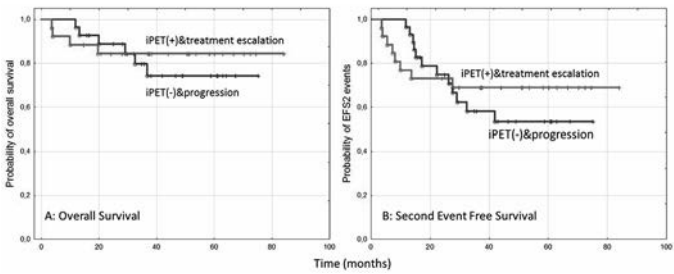 1,0
0,8
0,6
0,4
0,2
0,0
0
20
40
60
80
100
Probability of overall survival
iPET(+)&treatment escalation
iPET(-)&progression
A: Overall Survival
1,0
0,8
0,6
0,4
0,2
0,0
0
20
40
60
80
100
Probability of EFS2 events
iPET(+)&treatment escalation
iPET(-)&progression
B: Second Event Free Survival
Time (months)